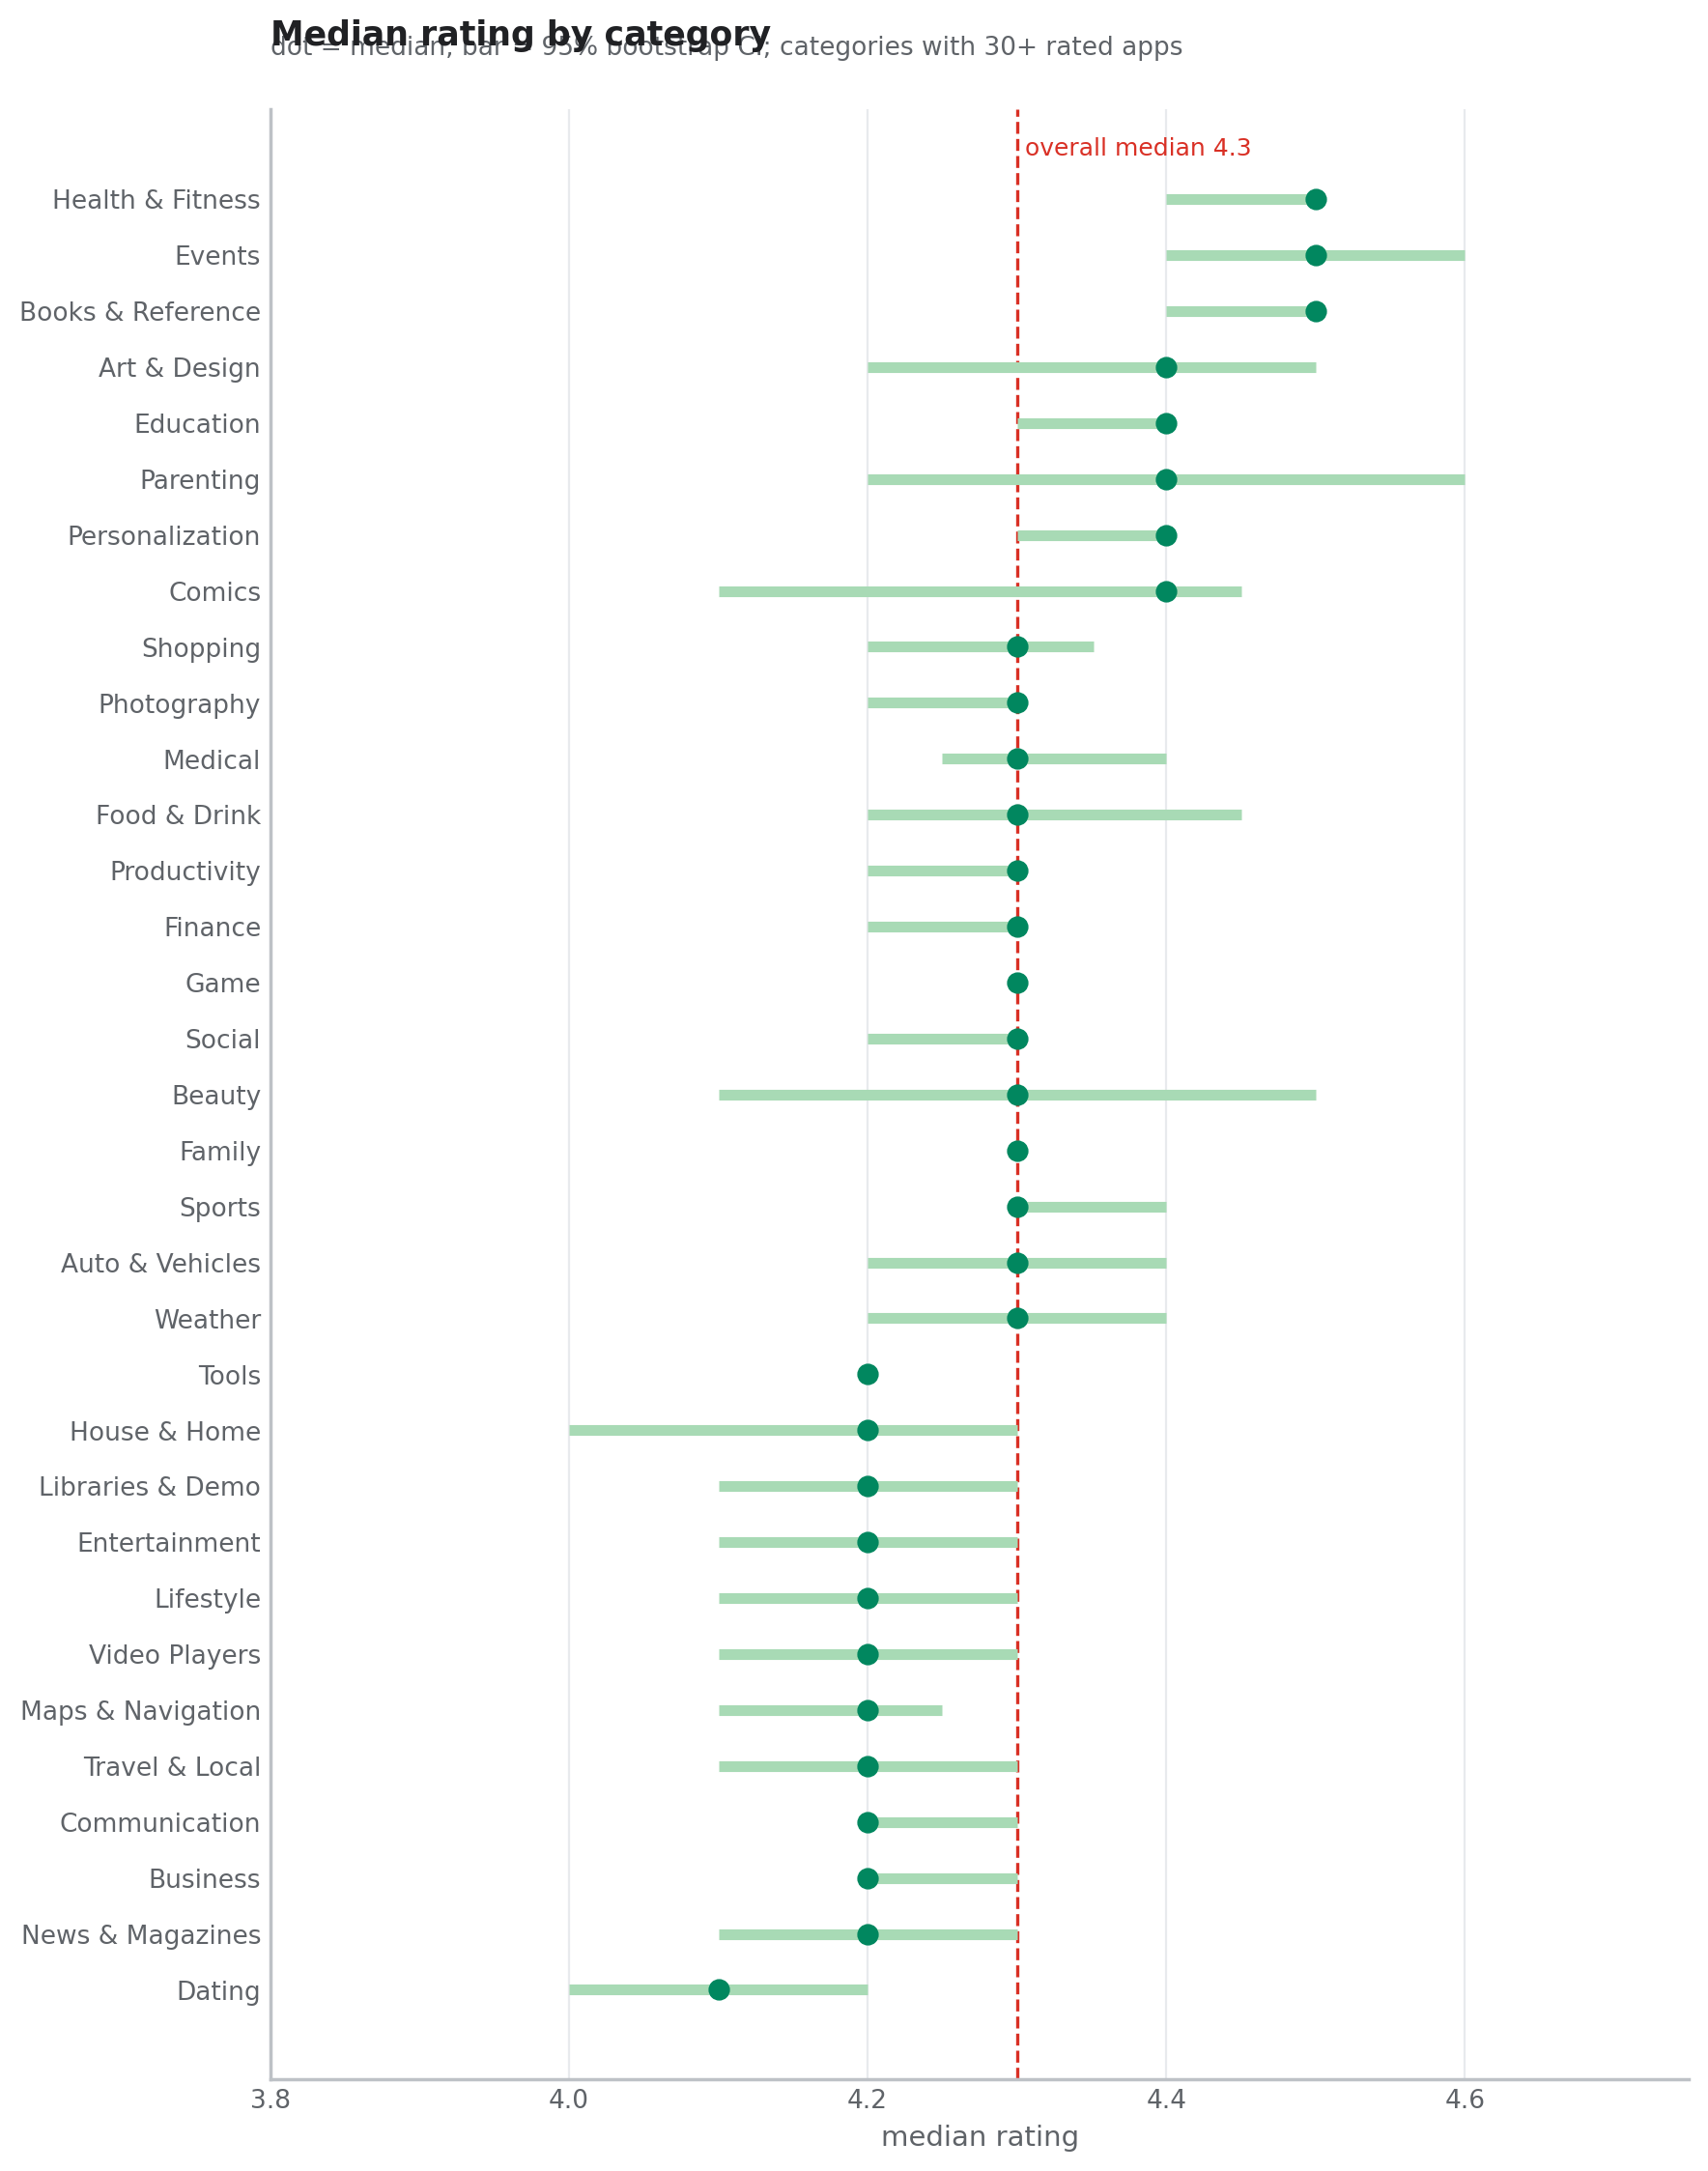 Median rating by category
dot = median; bar = 95% bootstrap CI; categories with 30+ rated apps
overall median 4.3
Health & Fitness
Events
Books & Reference
Art & Design
Education
Parenting
Personalization
Comics
Shopping
Photography
Medical
Food & Drink
Productivity
Finance
Game
Social
Beauty
Family
Sports
Auto & Vehicles
Weather
Tools
House & Home
Libraries & Demo
Entertainment
Lifestyle
Video Players
Maps & Navigation
Travel & Local
Communication
Business
News & Magazines
Dating
3.8 4.0 4.2 4.4 4.6
median rating